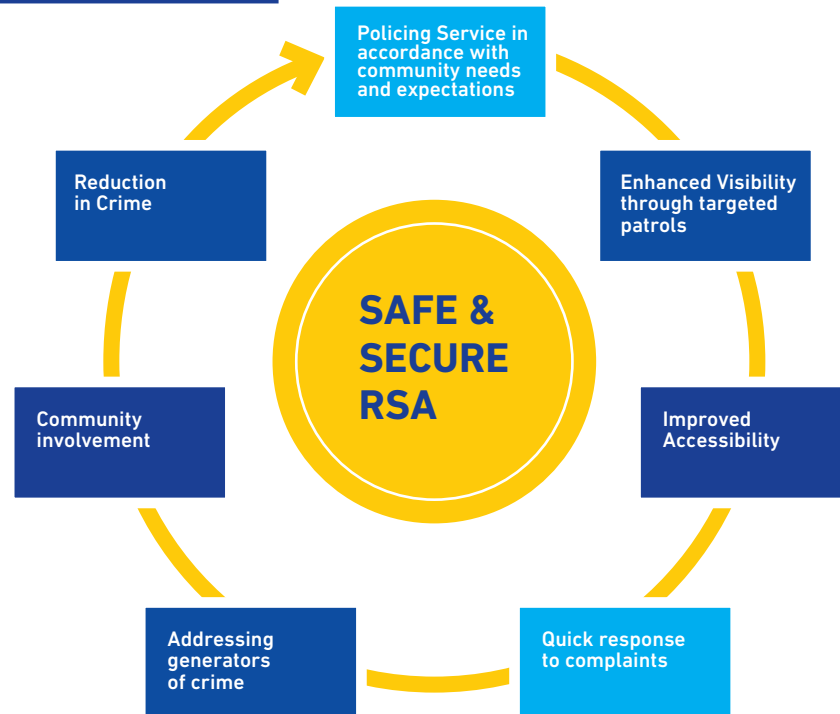 Policing Service in
accordance with
community needs
and expectations
Enhanced Visibility
through targeted
patrols
Improved
Accessibility
Quick response
to complaints
Addressing
generators
of crime
Community
involvement
Reduction
in Crime
SAFE &
SECURE
RSA